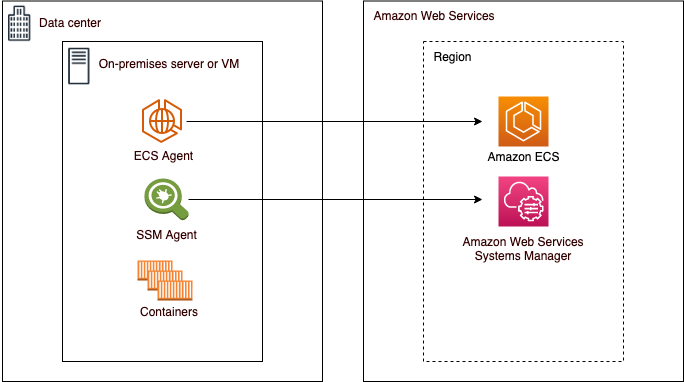 Data center
On-premises server or VM
ECS Agent
SSM Agent
Containers
Amazon Web Services
Region
Amazon ECS
Amazon Web Services
Systems Manager